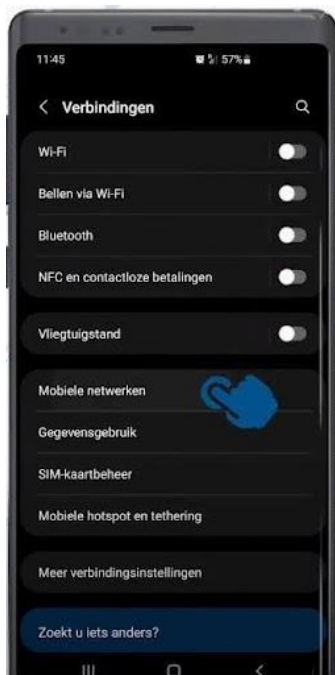 11:45 57%
Verbindingen
Wi-Fi
Bellen via Wi-Fi
Bluetooth
NFC en contactloze betalingen
Vliegtuigstand
Mobiele netwerken
Gegevensgebruik
SIM-kaartbeheer
Mobiele hotspot en tethering
Meer verbindingsinstellingen
Zoekt u iets anders?